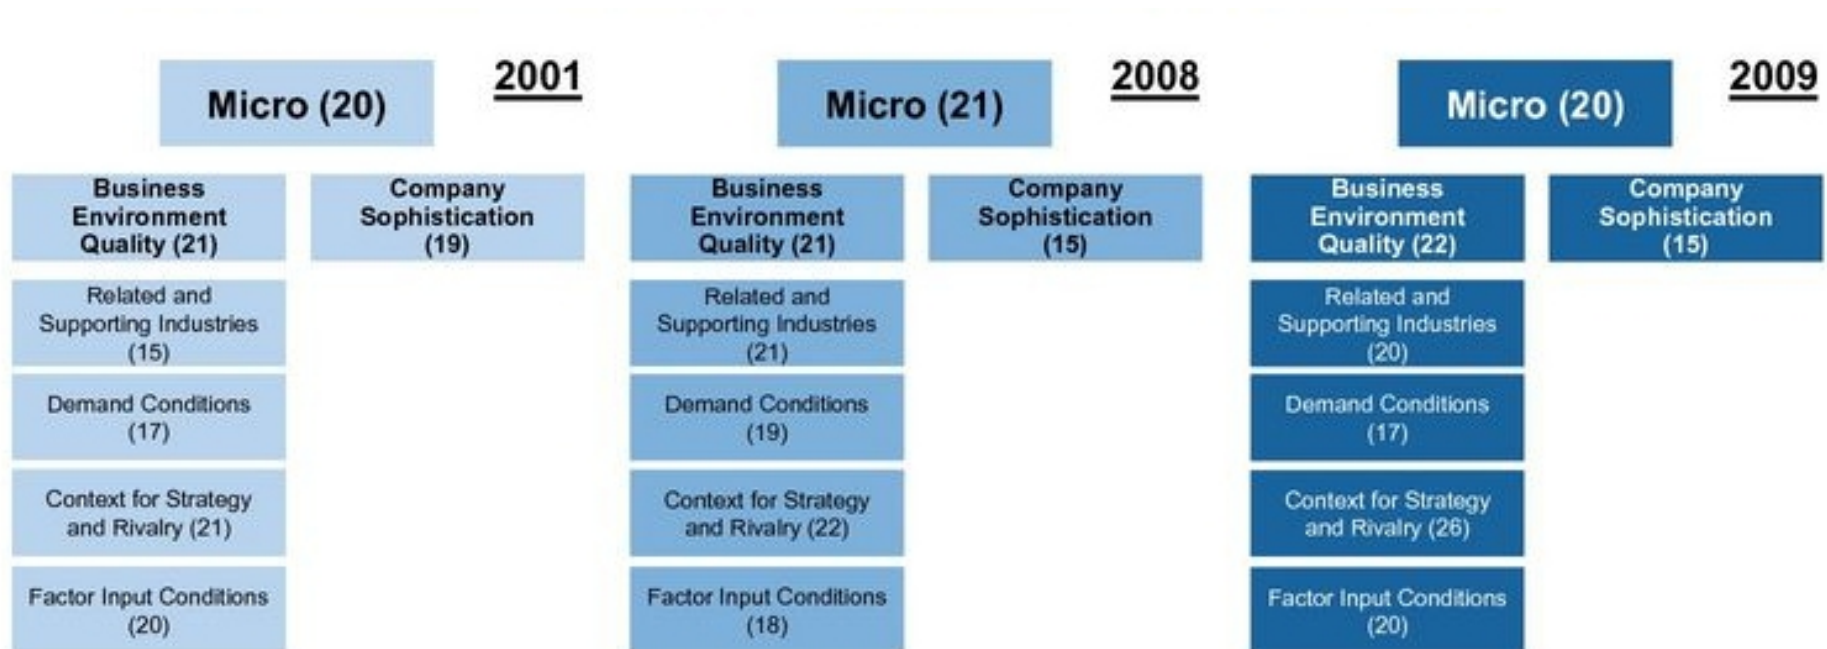 2001
Micro (20)
Business
Environment
Quality (21)
Company
Sophistication
(19)
Related and
Supporting Industries
(15)
Demand Conditions
(17)
Context for Strategy
and Rivalry (21)
Factor Input Conditions
(20)
2008
Micro (21)
Business
Environment
Quality (21)
Company
Sophistication
(15)
Related and
Supporting Industries
(21)
Demand Conditions
(19)
Context for Strategy
and Rivalry (22)
Factor Input Conditions
(18)
2009
Micro (20)
Business
Environment
Quality (22)
Company
Sophistication
(15)
Related and
Supporting Industries
(20)
Demand Conditions
(17)
Context for Strategy
and Rivalry (26)
Factor Input Conditions
(20)